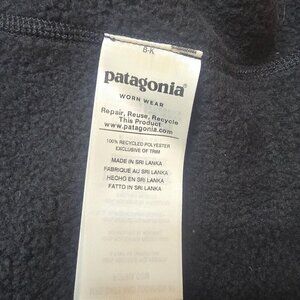 B-K
patagonia®
WORN WEAR
Repair, Reuse, Recycle
This Product
www.patagonia.com
100% RECYCLED POLYESTER
EXCLUSIVE OF TRIM
MADE IN SRI LANKA
FABRIQUÉ AU SRI LANKA
HECHO EN SRI LANKA
FATTO IN SRI LANKA